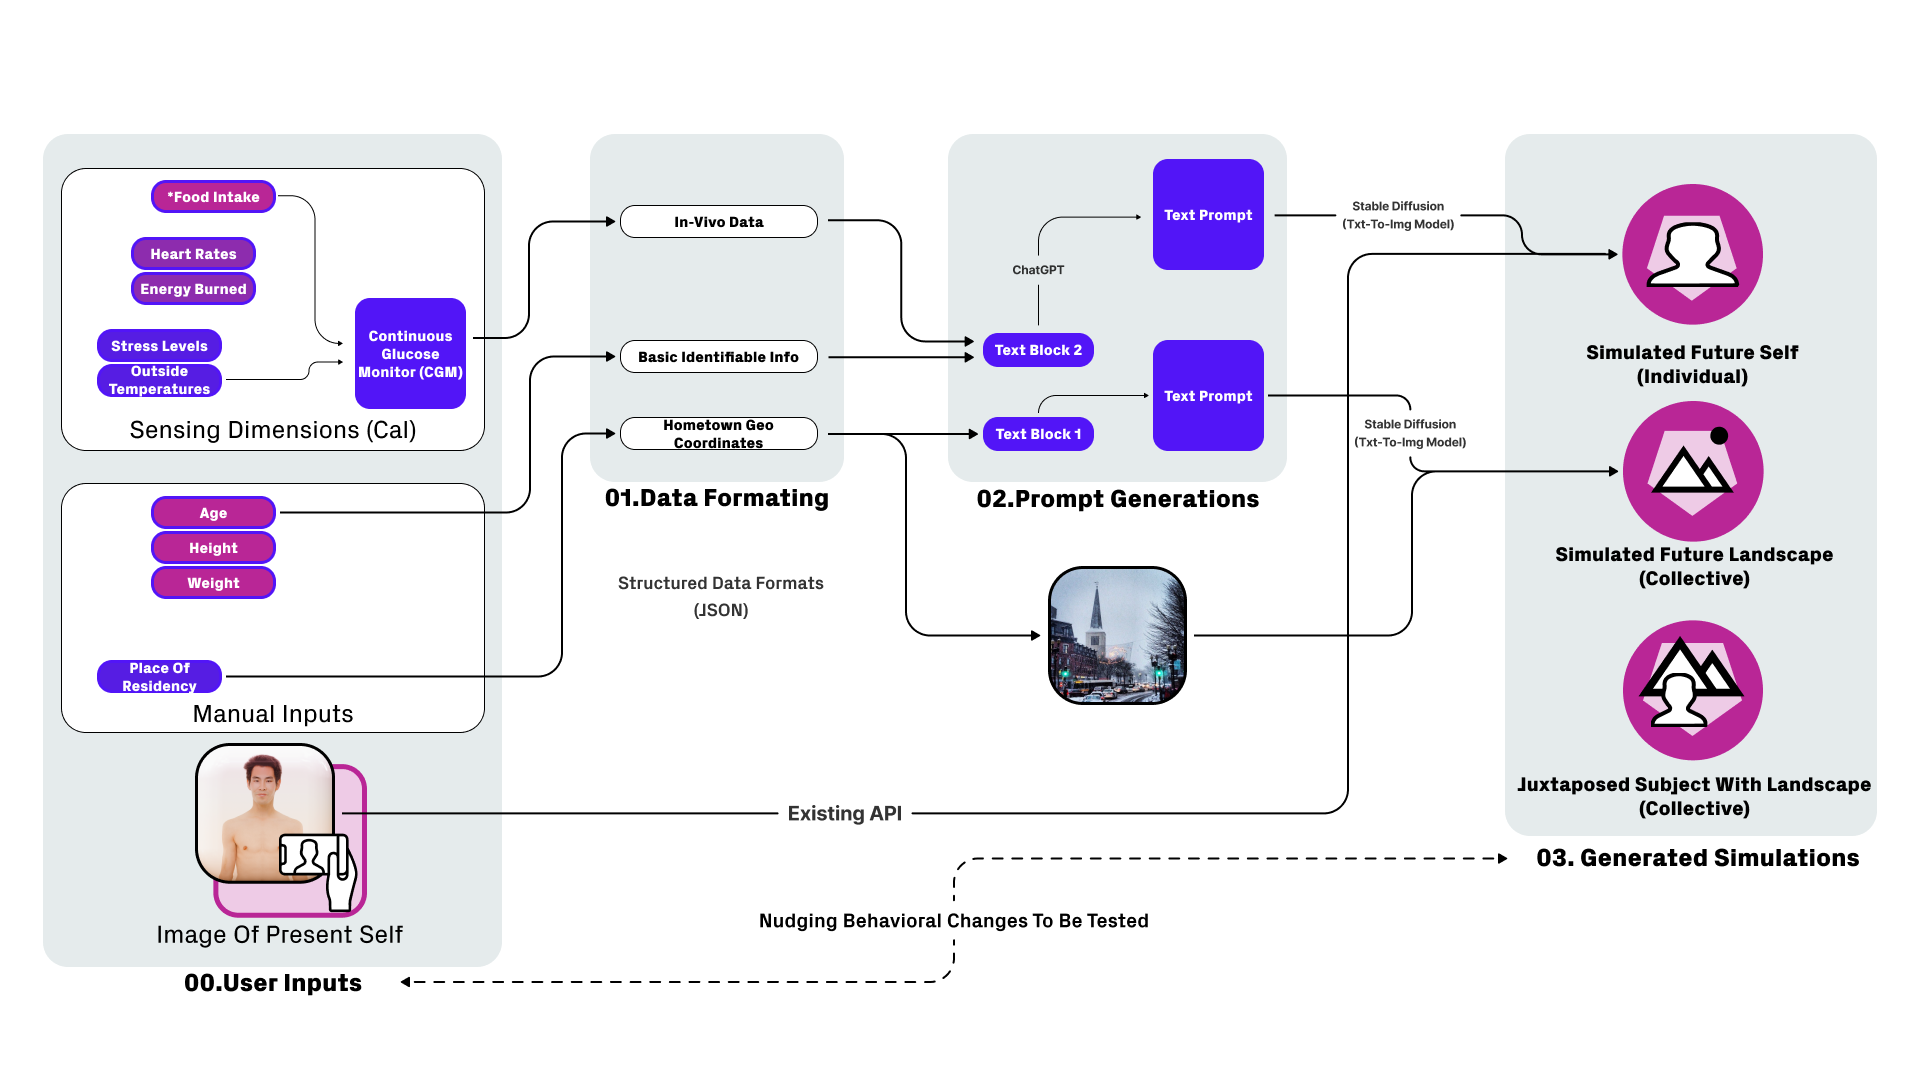 *Food Intake
Heart Rates
Energy Burned
Stress Levels
Outside
Temperatures
Continuous
Glucose
Monitor (CGM)
Sensing Dimensions (Cal)
Age
Height
Weight
Place Of
Residency
Manual Inputs
Image Of Present Self
00.User Inputs
In-Vivo Data
Basic Identifiable Info
Hometown Geo
Coordinates
01.Data Formating
Structured Data Formats
(JSON)
Text Prompt
ChatGPT
Text Block 2
Text Prompt
Text Block 1
02.Prompt Generations
Stable Diffusion
(Txt-To-Img Model)
Stable Diffusion
(Txt-To-Img Model)
Existing API
Nudging Behavioral Changes To Be Tested
Simulated Future Self
(Individual)
Simulated Future Landscape
(Collective)
Juxtaposed Subject With Landscape
(Collective)
03. Generated Simulations